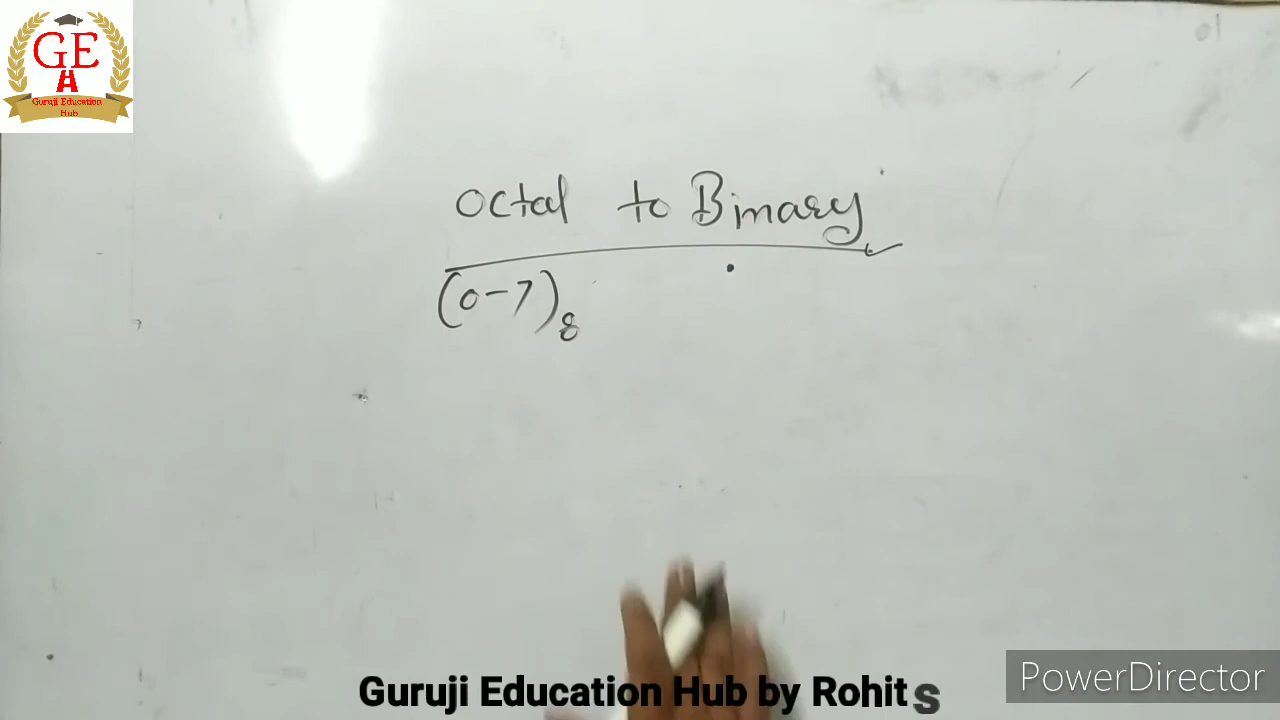 GE
H
Guruji Education
Hub
Octal to Binary
(0-7)8
Guruji Education Hub by Rohit s
PowerDirector